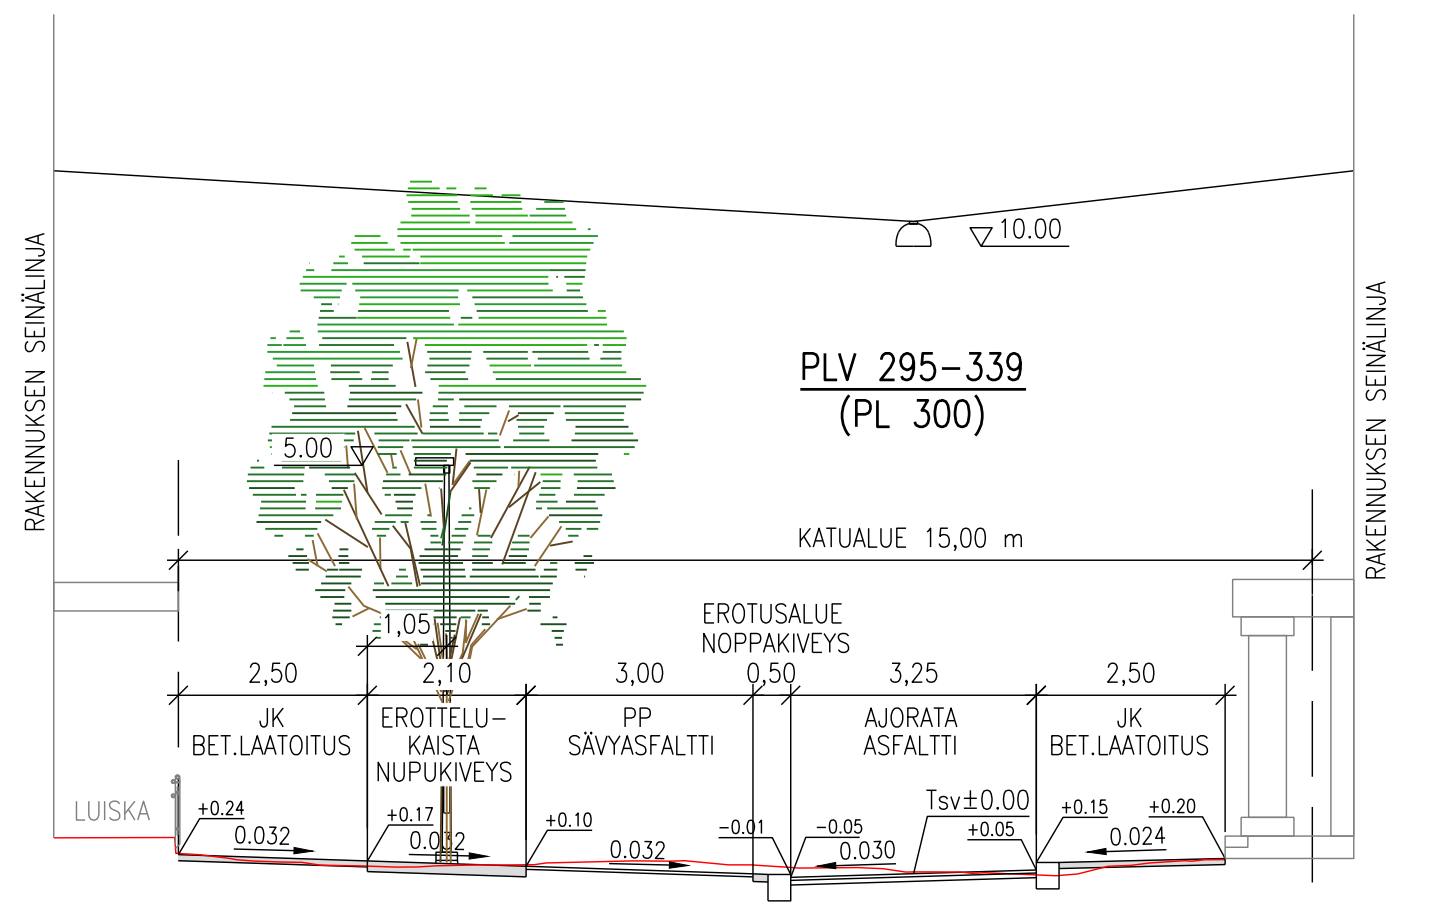 10.00
RAKENNUKSEN SEINÄLINJA
RAKENNUKSEN SEINÄLINJA
PLV 295-339
(PL 300)
5.00
KATUALUE 15,00 m
EROTUSALUE
NOPPAKIVEYS
1,05
2,50
2,10
3,00
0,50
3,25
2,50
JK
BET.LAATOITUS
EROTTELU-
KAISTA
NUPUKIVEYS
PP
SÄVYASFALTTI
AJORATA
ASFALTTI
JK
BET.LAATOITUS
LUISKA
+0.24
0.032
+0.17
0.032
+0.10
0.032
-0.01
-0.05
0.030
Tsv±0.00
+0.05
+0.15
+0.20
0.024